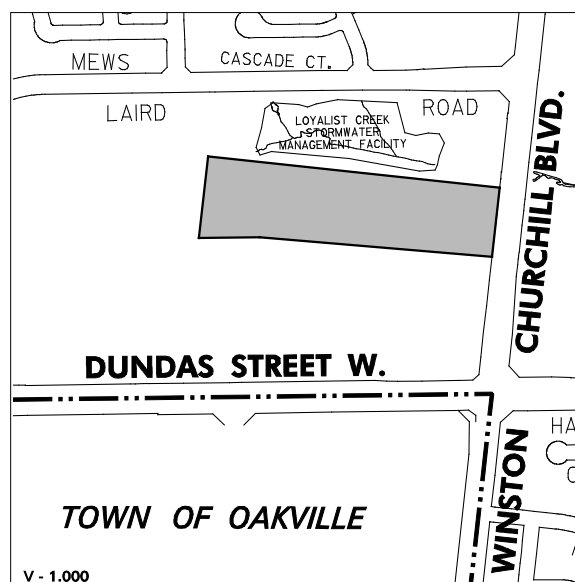 MEWS
CASCADE CT.
LAIRD ROAD
LOYALIST CREEK
STORMWATER
MANAGEMENT FACILITY
CHURCHILL BLVD.
DUNDAS STREET W.
HA
WINSTON
TOWN OF OAKVILLE
V - 1.000